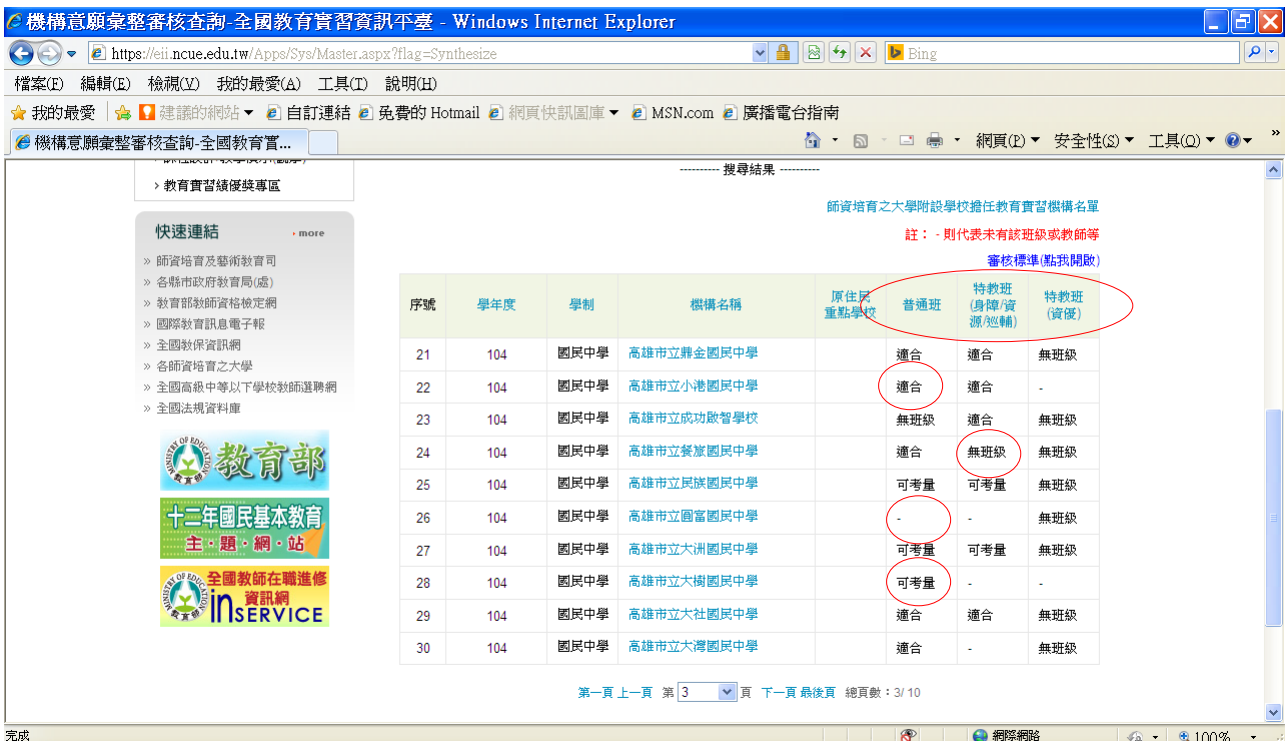 機構意願彙整審核查詢-全國教育實習資訊平臺 - Windows Internet Explorer
https://eii.ncue.edu.tw/Apps/Sys/Master.aspx?flag=Synthesize
Bing
檔案(F) 編輯(E) 檢視(V) 我的最愛(A) 工具(T) 說明(H)
我的最愛 建議的網站 自訂連結 免費的 Hotmail 網頁快訊圖庫 MSN.com 廣播電台指南
機構意願彙整審核查詢-全國教育實... 網頁(P) 安全性(S) 工具(O) »
› 教育實習績優獎專區
快速連結 · more
» 師資培育及藝術教育司
» 各縣市政府教育局(處)
» 教育部教師資格檢定網
» 國際教育訊息電子報
» 全國教保資訊網
» 各師資培育之大學
» 全國高級中等以下學校教師選聘網
» 全國法規資料庫
MINISTRY OF EDUCATION 教育部
十二年國民基本教育
主·題·網·站
全國教師在職進修
資訊網
inSERVICE
---------- 搜尋結果 ----------
師資培育之大學附設學校擔任教育實習機構名單
註： - 則代表未有該班級或教師等
審核標準(點我開啟)
序號 學年度 學制 機構名稱 原住民重點學校 普通班 特教班(身障/資源/巡輔) 特教班(資優)
21 104 國民中學 高雄市立鼎金國民中學 適合 適合 無班級
22 104 國民中學 高雄市立小港國民中學 適合 適合 -
23 104 國民中學 高雄市立成功啟智學校 無班級 適合 無班級
24 104 國民中學 高雄市立餐旅國民中學 適合 無班級 無班級
25 104 國民中學 高雄市立民族國民中學 可考量 可考量 無班級
26 104 國民中學 高雄市立圓富國民中學 - - 無班級
27 104 國民中學 高雄市立大洲國民中學 可考量 可考量 無班級
28 104 國民中學 高雄市立大樹國民中學 可考量 - -
29 104 國民中學 高雄市立大社國民中學 適合 適合 無班級
30 104 國民中學 高雄市立大灣國民中學 適合 - 無班級
第一頁 上一頁 第 3 頁 下一頁 最後頁 總頁數：3/ 10
完成 網際網路 100%